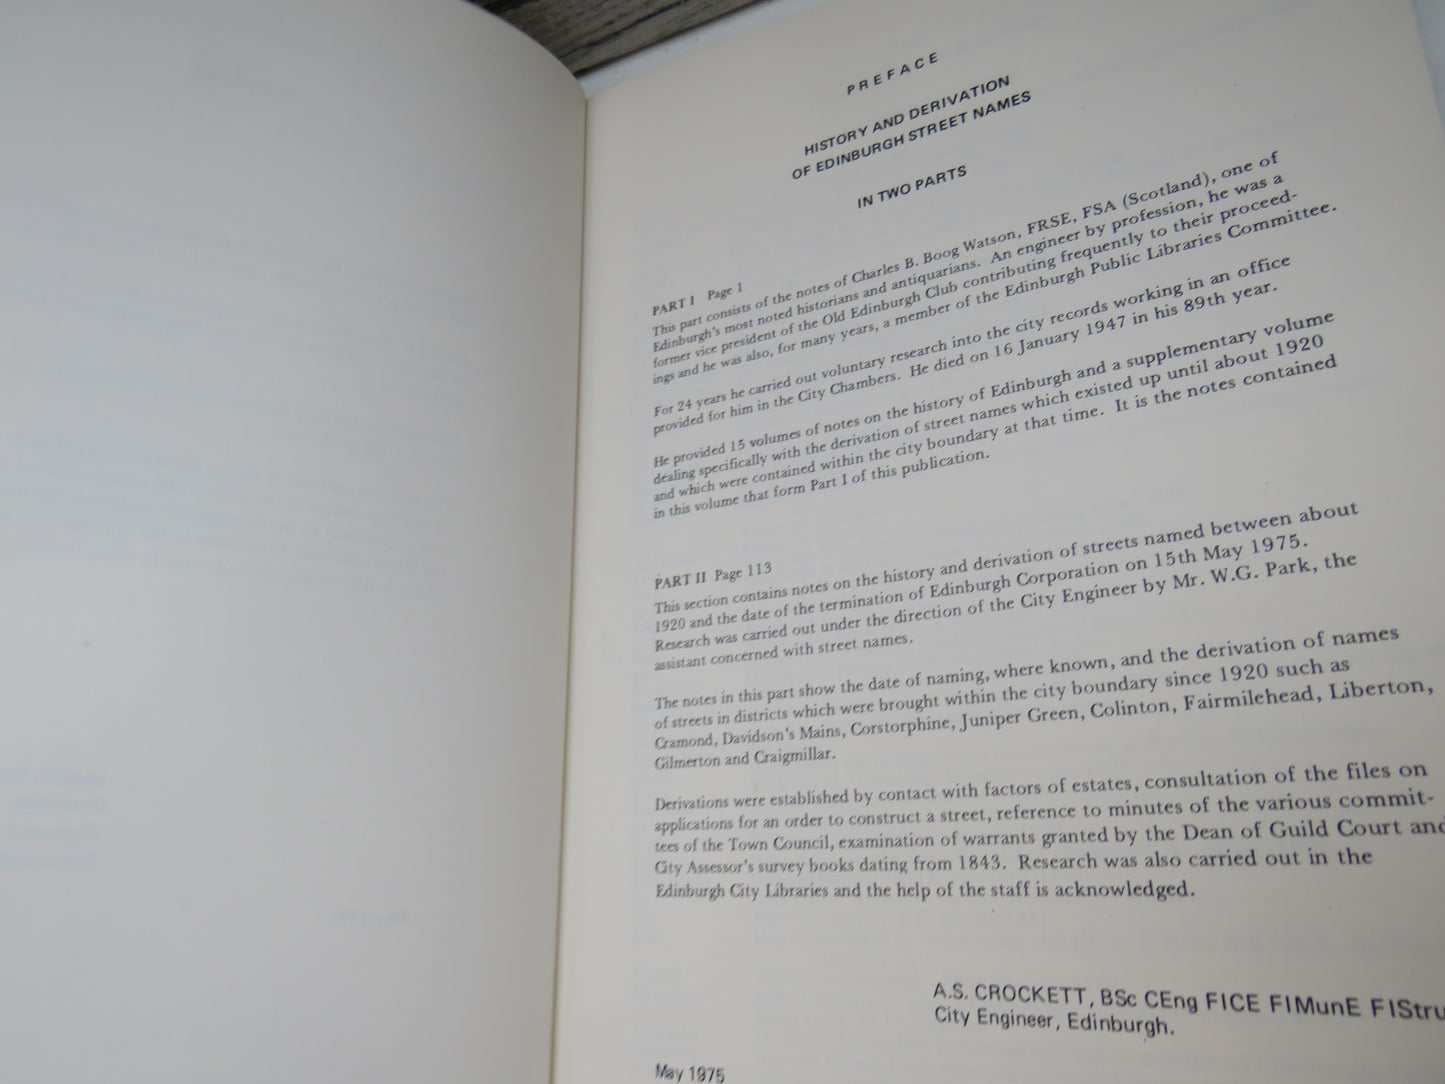 PREFACE
HISTORY AND DERIVATION
OF EDINBURGH STREET NAMES
IN TWO PARTS
PART I Page 1
This part consists of the notes of Charles B. Boog Watson, FRSE, FSA (Scotland), one of
Edinburgh's most noted historians and antiquarians. An engineer by profession, he was a
former vice president of the Old Edinburgh Club contributing frequently to their proceed-
ings and he was also, for many years, a member of the Edinburgh Public Libraries Committee.
For 24 years he carried out voluntary research into the city records working in an office
provided for him in the City Chambers. He died on 16 January 1947 in his 89th year.
He provided 15 volumes of notes on the history of Edinburgh and a supplementary volume
dealing specifically with the derivation of street names which existed up until about 1920
and which were contained within the city boundary at that time. It is the notes contained
in this volume that form Part I of this publication.
PART II Page 113
This section contains notes on the history and derivation of streets named between about
1920 and the date of the termination of Edinburgh Corporation on 15th May 1975.
Research was carried out under the direction of the City Engineer by Mr. W.G. Park, the
assistant concerned with street names.
The notes in this part show the date of naming, where known, and the derivation of names
of streets in districts which were brought within the city boundary since 1920 such as
Cramond, Davidson's Mains, Corstorphine, Juniper Green, Colinton, Fairmilehead, Liberton,
Gilmerton and Craigmillar.
Derivations were established by contact with factors of estates, consultation of the files on
applications for an order to construct a street, reference to minutes of the various commit-
tees of the Town Council, examination of warrants granted by the Dean of Guild Court and
City Assessor's survey books dating from 1843. Research was also carried out in the
Edinburgh City Libraries and the help of the staff is acknowledged.
A.S. CROCKETT, BSc CEng FICE FIMunE FIStru
City Engineer, Edinburgh.
May 1975